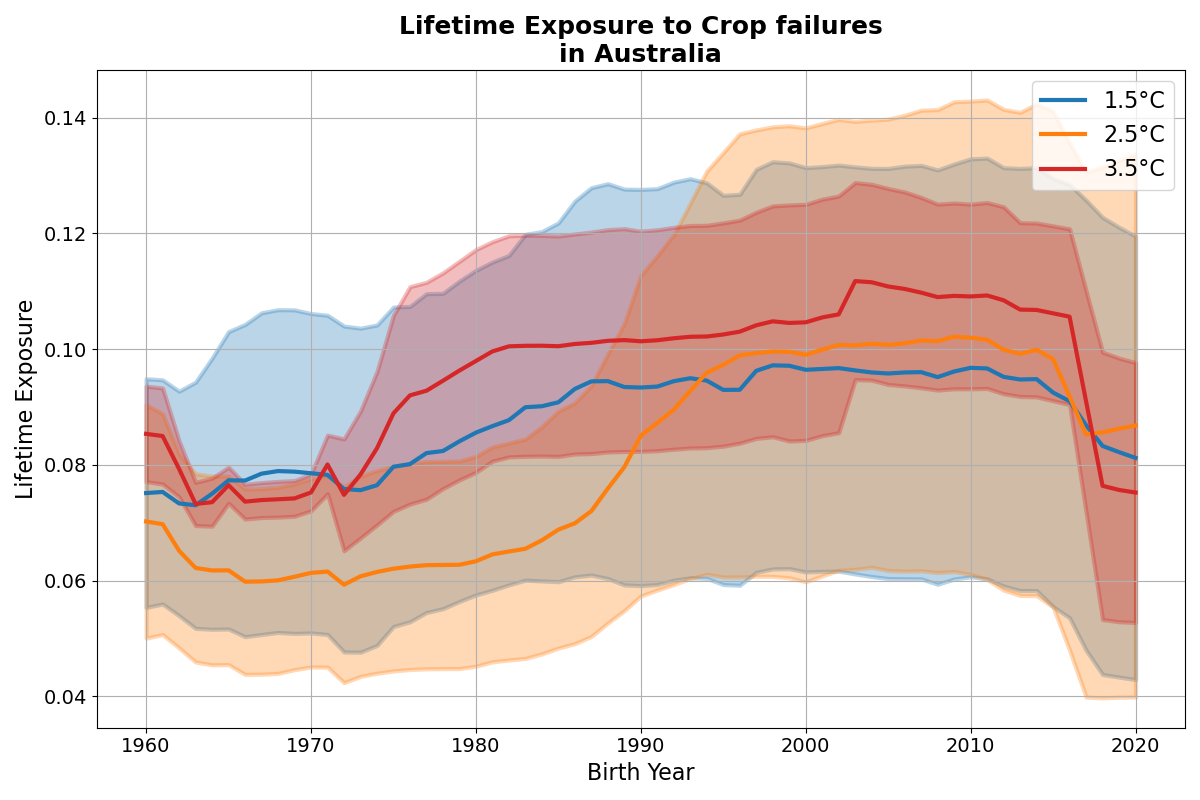 Lifetime Exposure to Crop failures
in Australia
1.5°C
2.5°C
3.5°C
Lifetime Exposure
0.14
0.12
0.10
0.08
0.06
0.04
1960
1970
1980
1990
2000
2010
2020
Birth Year